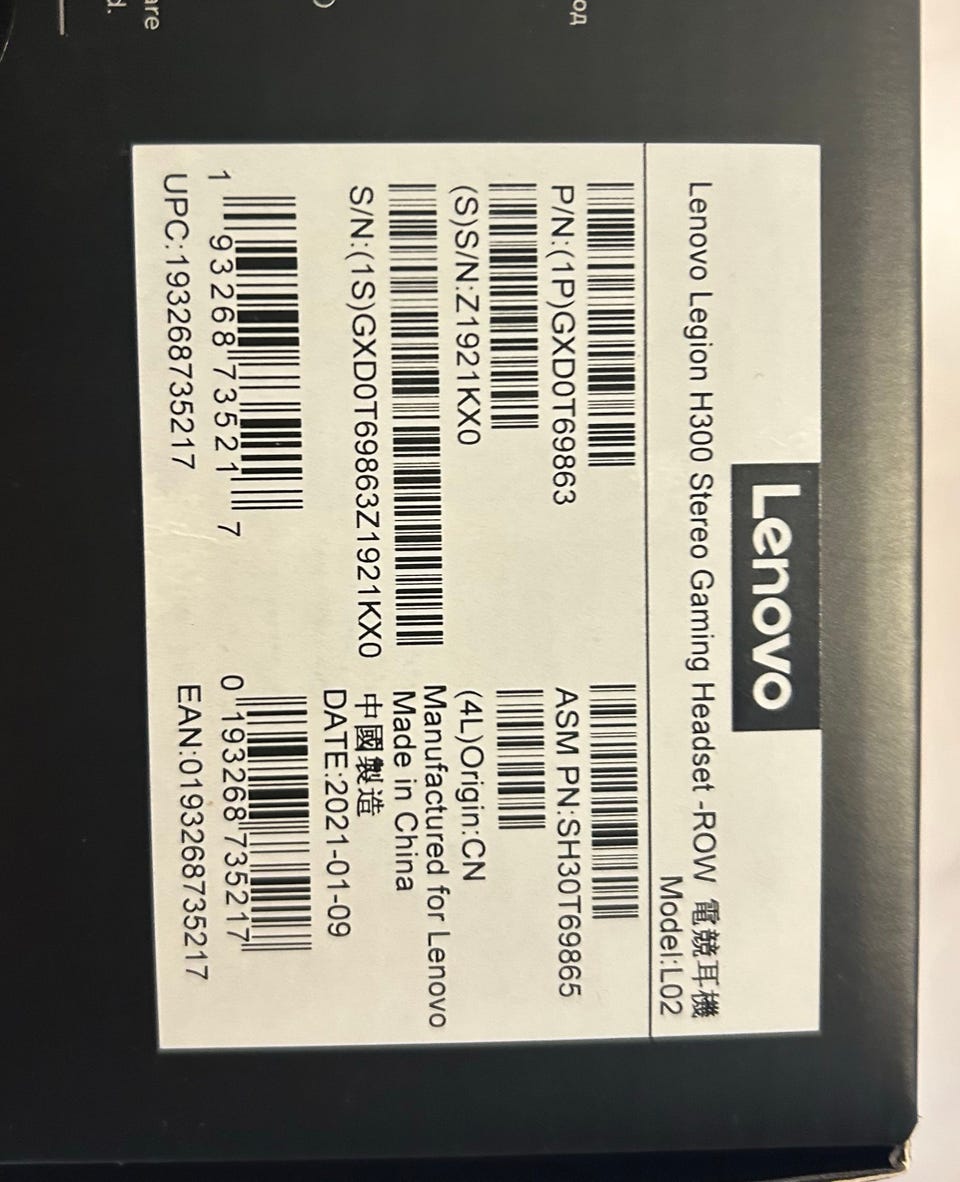 Lenovo
Lenovo Legion H300 Stereo Gaming Headset -ROW 電競耳機
Model:L02
P/N:(1P)GXD0T69863
ASM PN:SH30T69865
(S)S/N:Z1921KX0
(4L)Origin:CN
S/N:(1S)GXD0T69863Z1921KX0
Manufactured for Lenovo
Made in China
中國製造
DATE:2021-01-09
1 93268 73521 7
UPC:193268735217
0 193268 735217
EAN:0193268735217
од
are
d.